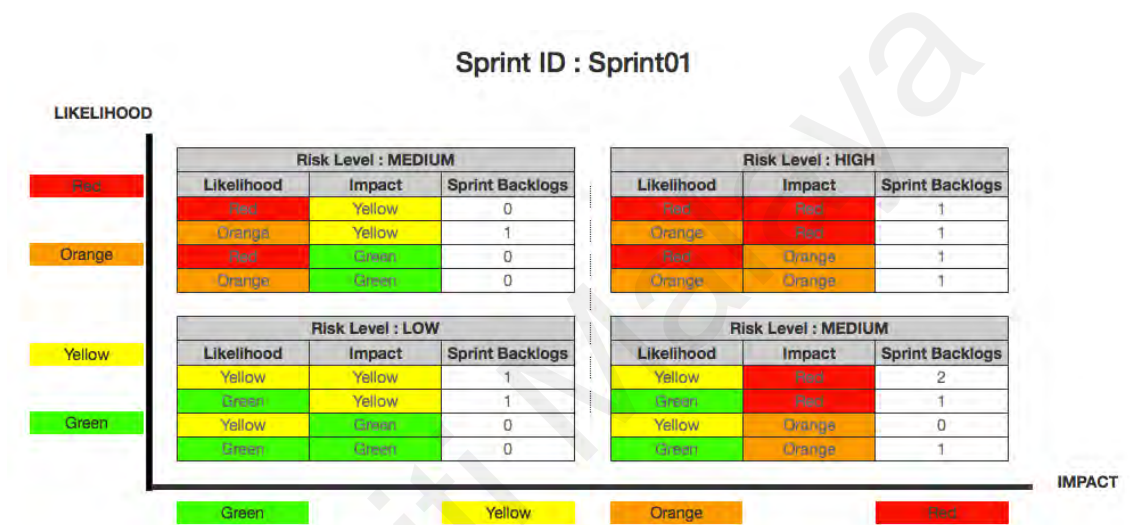 Sprint ID : Sprint01
LIKELIHOOD
Risk Level : MEDIUM
Likelihood Impact Sprint Backlogs
Red Yellow 0
Orange Yellow 1
Red Green 0
Orange Green 0
Risk Level : HIGH
Likelihood Impact Sprint Backlogs
Red Red 1
Orange Red 1
Red Orange 1
Orange Orange 1
Risk Level : LOW
Likelihood Impact Sprint Backlogs
Yellow Yellow 1
Green Yellow 1
Yellow Green 0
Green Green 0
Risk Level : MEDIUM
Likelihood Impact Sprint Backlogs
Yellow Red 2
Green Red 1
Yellow Orange 0
Green Orange 1
Red
Orange
Yellow
Green
IMPACT
Green Yellow Orange Red